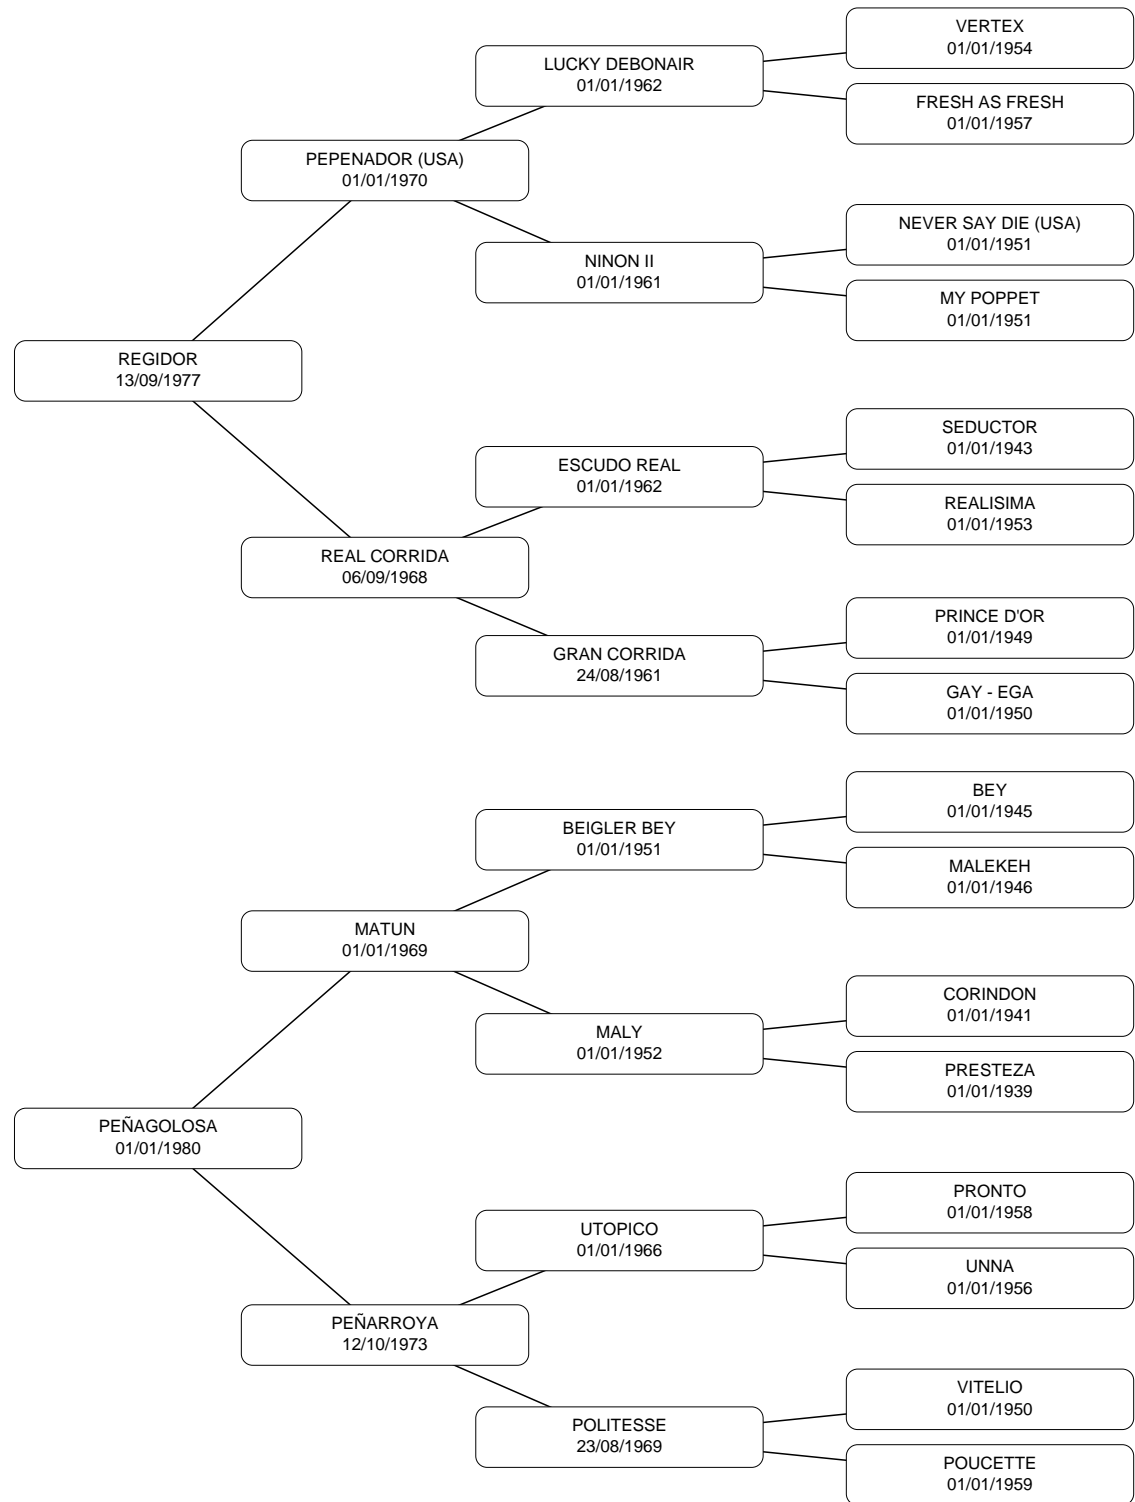 VERTEX
01/01/1954
LUCKY DEBONAIR
01/01/1962
FRESH AS FRESH
01/01/1957
PEPENADOR (USA)
01/01/1970
NEVER SAY DIE (USA)
01/01/1951
NINON II
01/01/1961
MY POPPET
01/01/1951
REGIDOR
13/09/1977
SEDUCTOR
01/01/1943
ESCUDO REAL
01/01/1962
REALISIMA
01/01/1953
REAL CORRIDA
06/09/1968
PRINCE D'OR
01/01/1949
GRAN CORRIDA
24/08/1961
GAY - EGA
01/01/1950
BEY
01/01/1945
BEIGLER BEY
01/01/1951
MALEKEH
01/01/1946
MATUN
01/01/1969
CORINDON
01/01/1941
MALY
01/01/1952
PRESTEZA
01/01/1939
PEÑAGOLOSA
01/01/1980
PRONTO
01/01/1958
UTOPICO
01/01/1966
UNNA
01/01/1956
PEÑARROYA
12/10/1973
VITELIO
01/01/1950
POLITESSE
23/08/1969
POUCETTE
01/01/1959